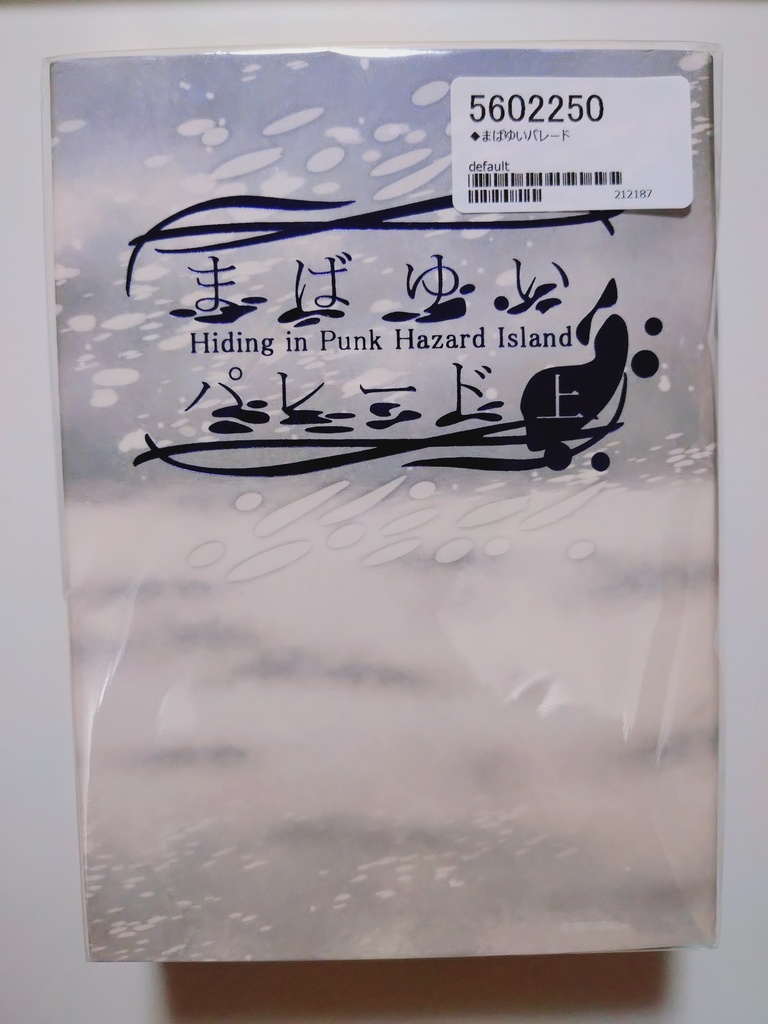 5602250
◆まばゆいパレード
default
212187
まばゆい
Hiding in Punk Hazard Island
パレード 上